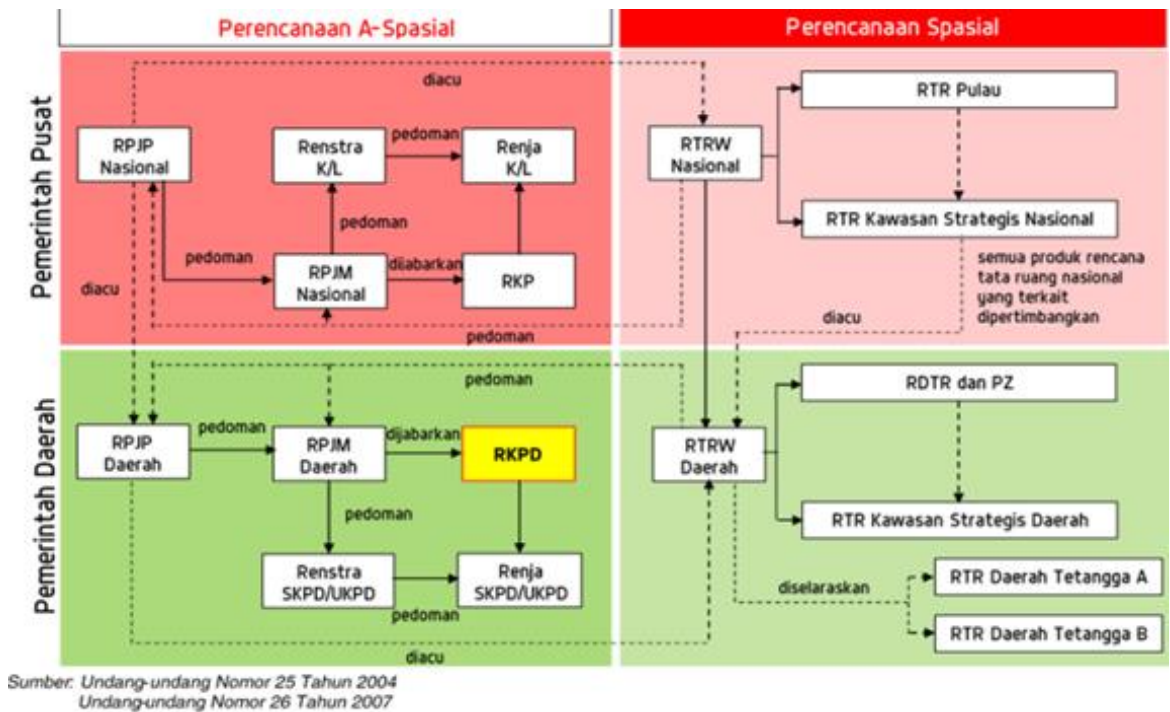 Perencanaan A-Spasial
Perencanaan Spasial
Pemerintah Pusat
diacu
RPJP
Nasional
Renstra
K/L
pedoman
Renja
K/L
pedoman
pedoman
RPJM
Nasional
dijabarkan
RKP
diacu
pedoman
RTRW
Nasional
RTR Pulau
RTR Kawasan Strategis Nasional
semua produk rencana
tata ruang nasional
yang terkait
dipertimbangkan
diacu
Pemerintah Daerah
pedoman
RPJP
Daerah
pedoman
RPJM
Daerah
dijabarkan
RKPD
pedoman
Renstra
SKPD/UKPD
pedoman
Renja
SKPD/UKPD
diacu
RTRW
Daerah
RDTR dan PZ
RTR Kawasan Strategis Daerah
diselaraskan
RTR Daerah Tetangga A
RTR Daerah Tetangga B
Sumber: Undang-undang Nomor 25 Tahun 2004
Undang-undang Nomor 26 Tahun 2007